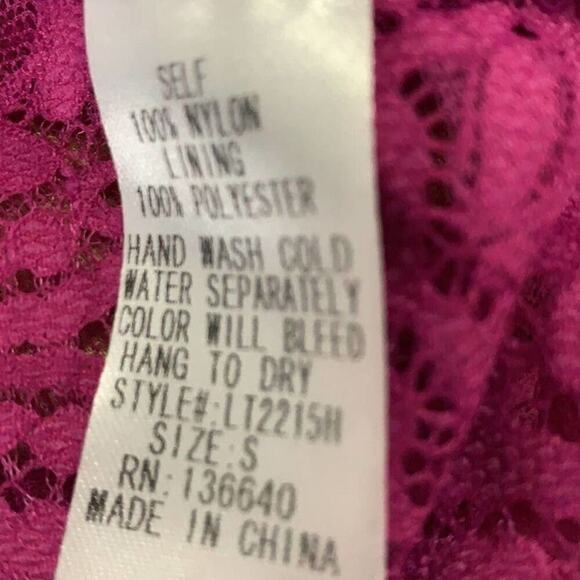 SELF
100% NYLON
LINING
100% POLYESTER
HAND WASH COLD
WATER SEPARATELY
COLOR WILL BLEED
HANG TO DRY
STYLE#:LT2215H
SIZE:S
RN:136640
MADE IN CHINA